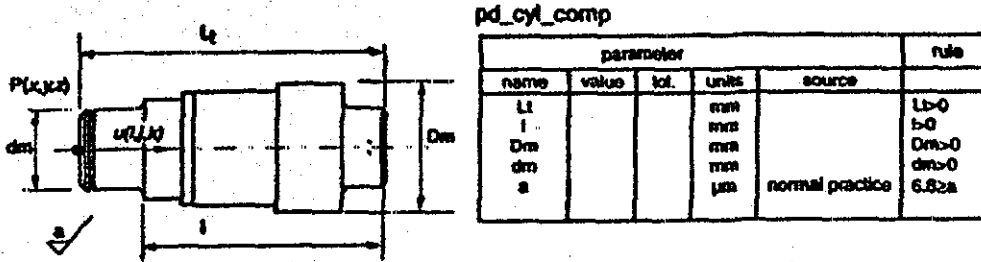 pd_cyl_comp
Lt
P(x,y,z)
dm
u(i,j,k)
Dm
a
l
parameter rule
name value tol. units source
Lt mm Lt>0
l mm l>0
Dm mm Dm>0
dm mm dm>0
a µm normal practice 6.8≥a